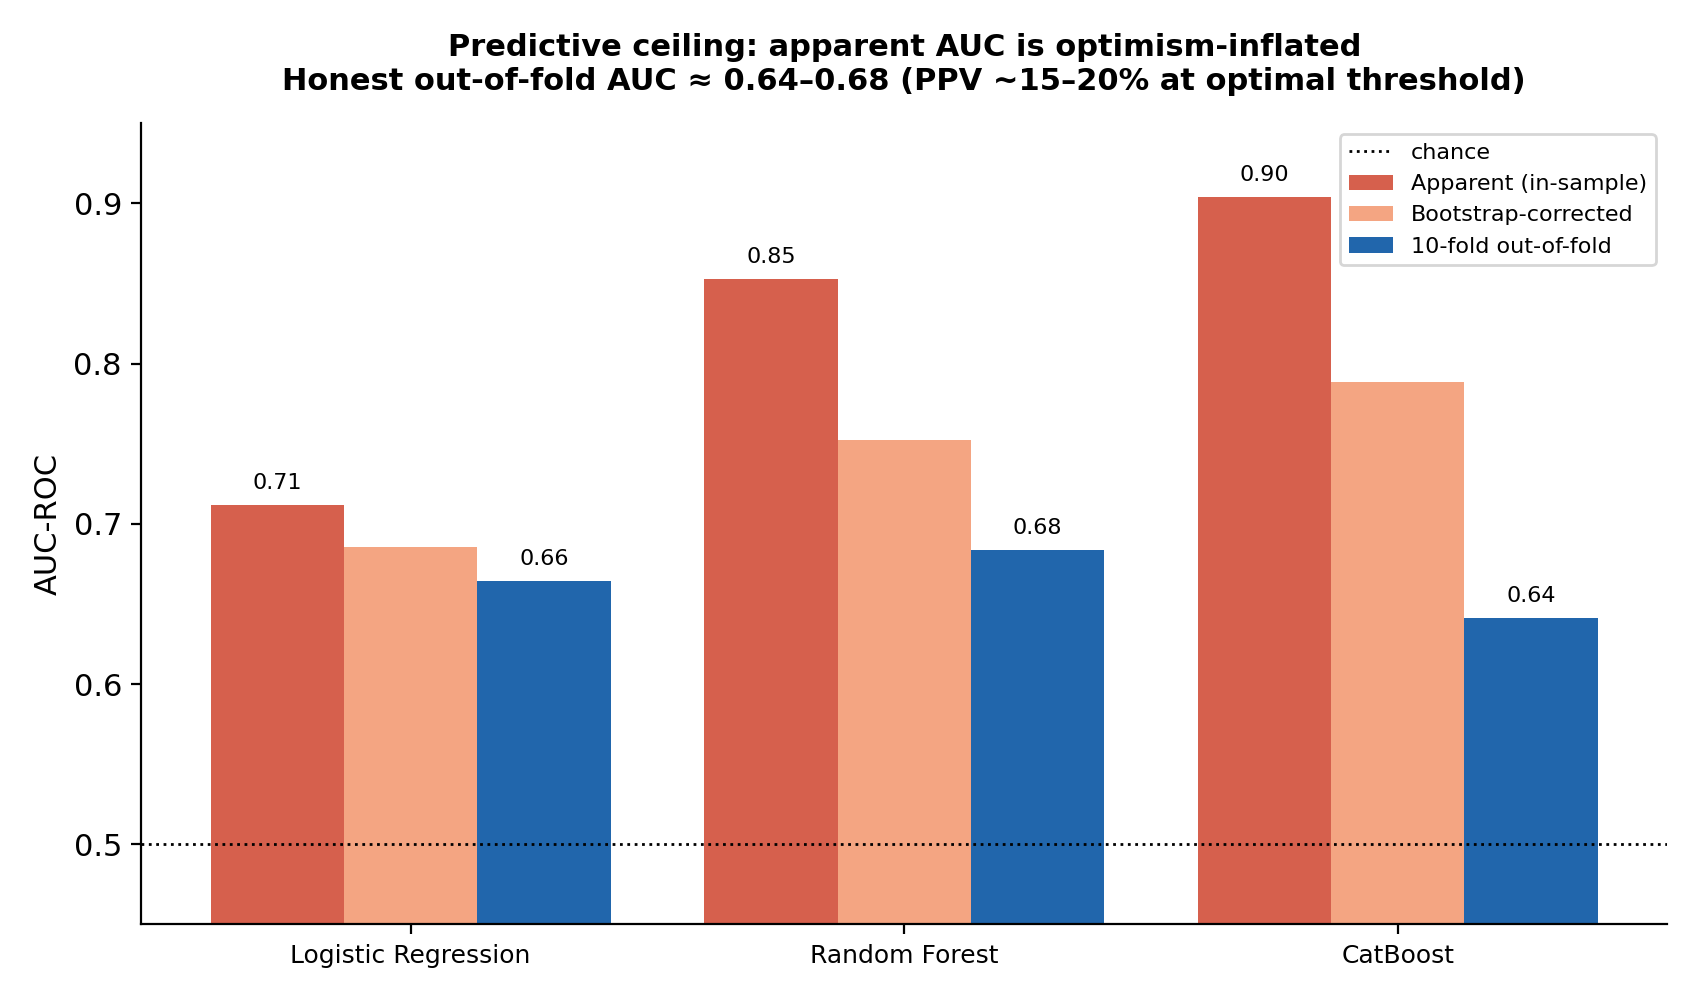 Predictive ceiling: apparent AUC is optimism-inflated
Honest out-of-fold AUC ≈ 0.64–0.68 (PPV ~15–20% at optimal threshold)
chance
Apparent (in-sample)
Bootstrap-corrected
10-fold out-of-fold
AUC-ROC
0.9
0.8
0.7
0.6
0.5
0.71
0.66
0.85
0.68
0.90
0.64
Logistic Regression
Random Forest
CatBoost